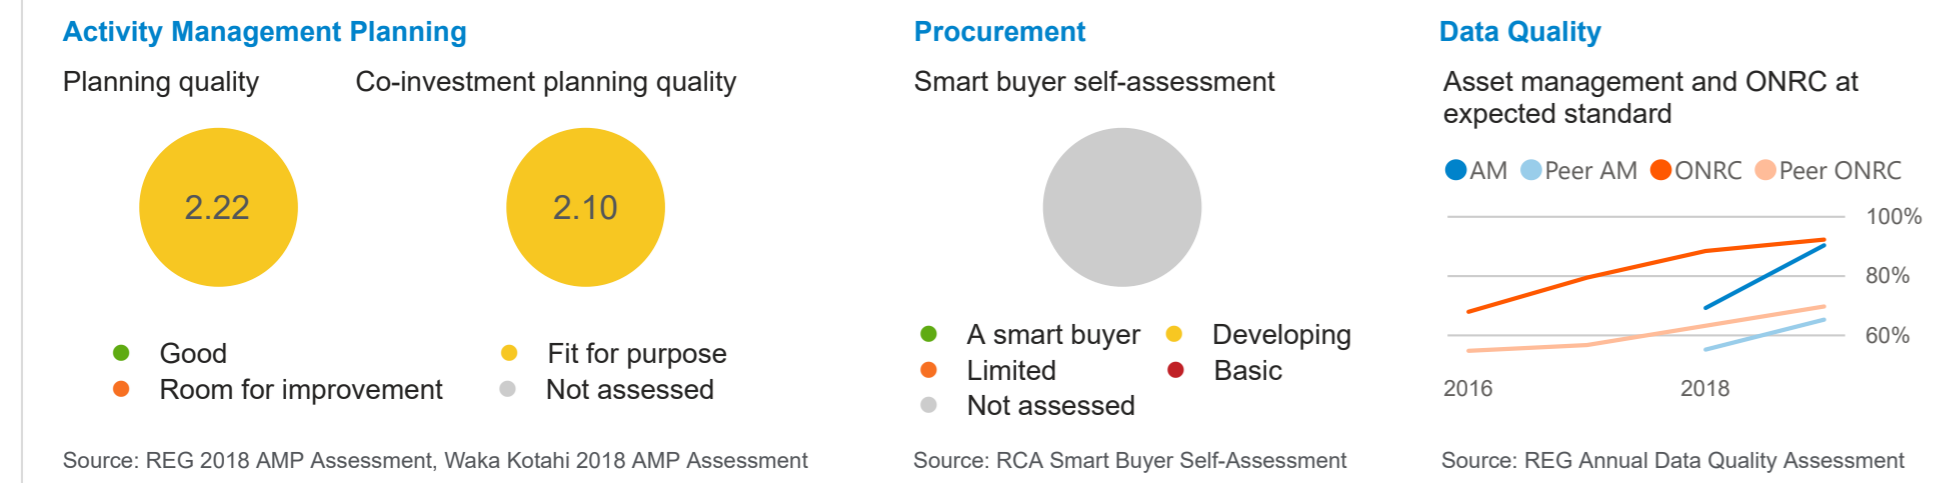 Activity Management Planning
Planning quality
Co-investment planning quality
2.22
2.10
Good
Fit for purpose
Room for improvement
Not assessed
Source: REG 2018 AMP Assessment, Waka Kotahi 2018 AMP Assessment
Procurement
Smart buyer self-assessment
A smart buyer
Developing
Limited
Basic
Not assessed
Source: RCA Smart Buyer Self-Assessment
Data Quality
Asset management and ONRC at
expected standard
AM Peer AM ONRC Peer ONRC
100%
80%
60%
2016
2018
Source: REG Annual Data Quality Assessment